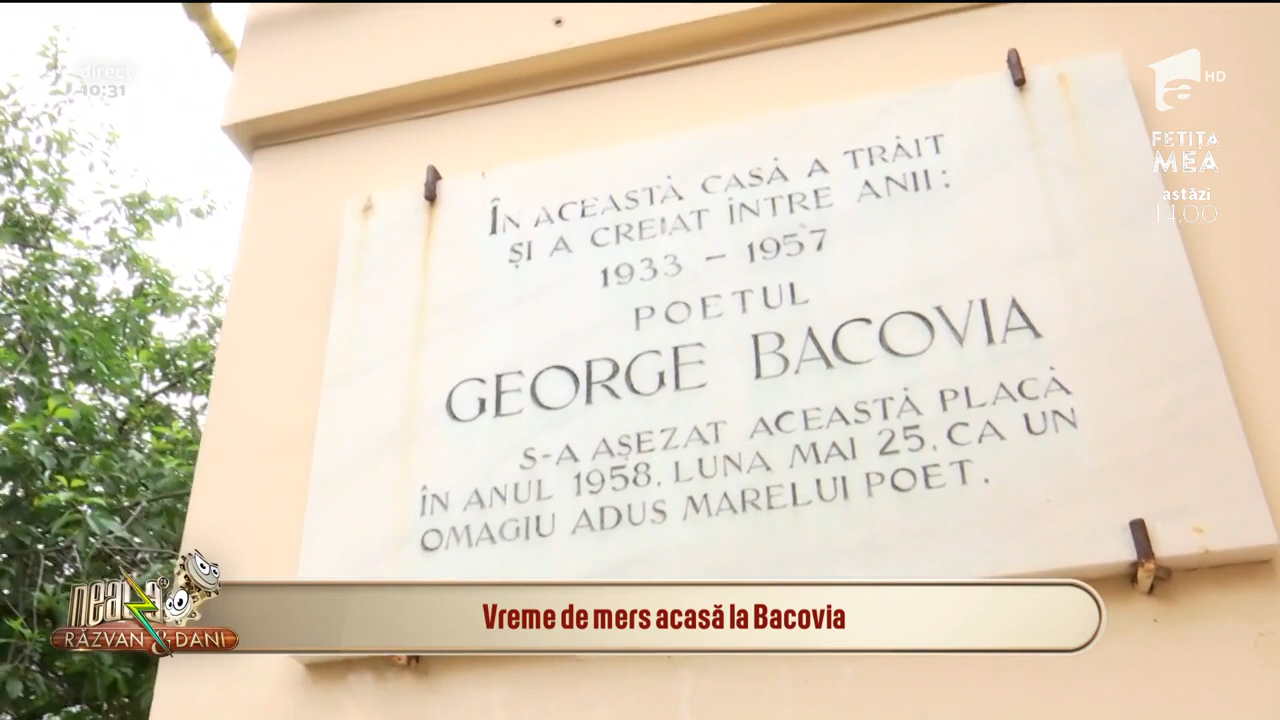 direct
10:31
HD
FETIȚA
MEA
astăzi
14.00
ÎN ACEASTĂ CASĂ A TRĂIT
ȘI A CREIAT ÎNTRE ANII:
1933 – 1957
POETUL
GEORGE BACOVIA
S-A AȘEZAT ACEASTĂ PLACĂ
ÎN ANUL 1958, LUNA MAI 25, CA UN
OMAGIU ADUS MARELUI POET.
Vreme de mers acasă la Bacovia
RĂZVAN & DANI